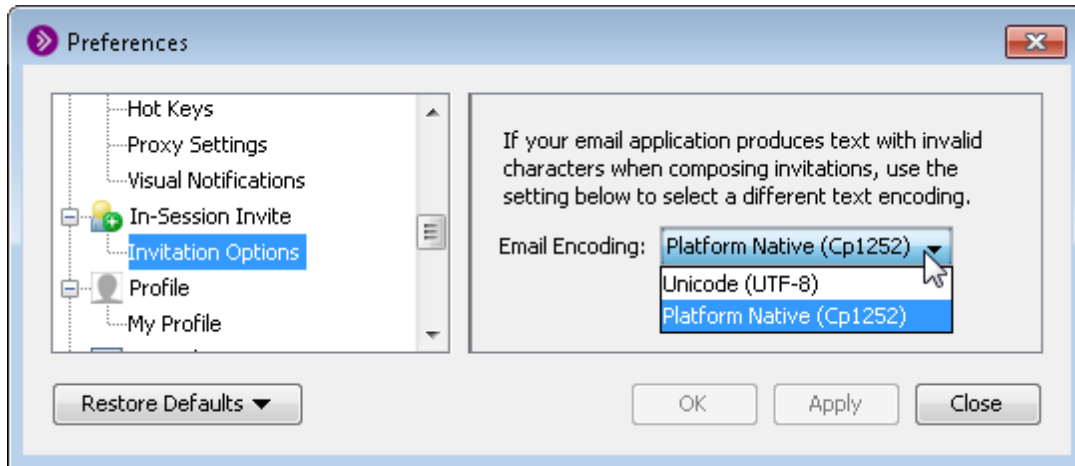 Preferences
Hot Keys
Proxy Settings
Visual Notifications
In-Session Invite
Invitation Options
Profile
My Profile
If your email application produces text with invalid
characters when composing invitations, use the
setting below to select a different text encoding.
Email Encoding: Platform Native (Cp1252)
Unicode (UTF-8)
Platform Native (Cp1252)
Restore Defaults
OK
Apply
Close